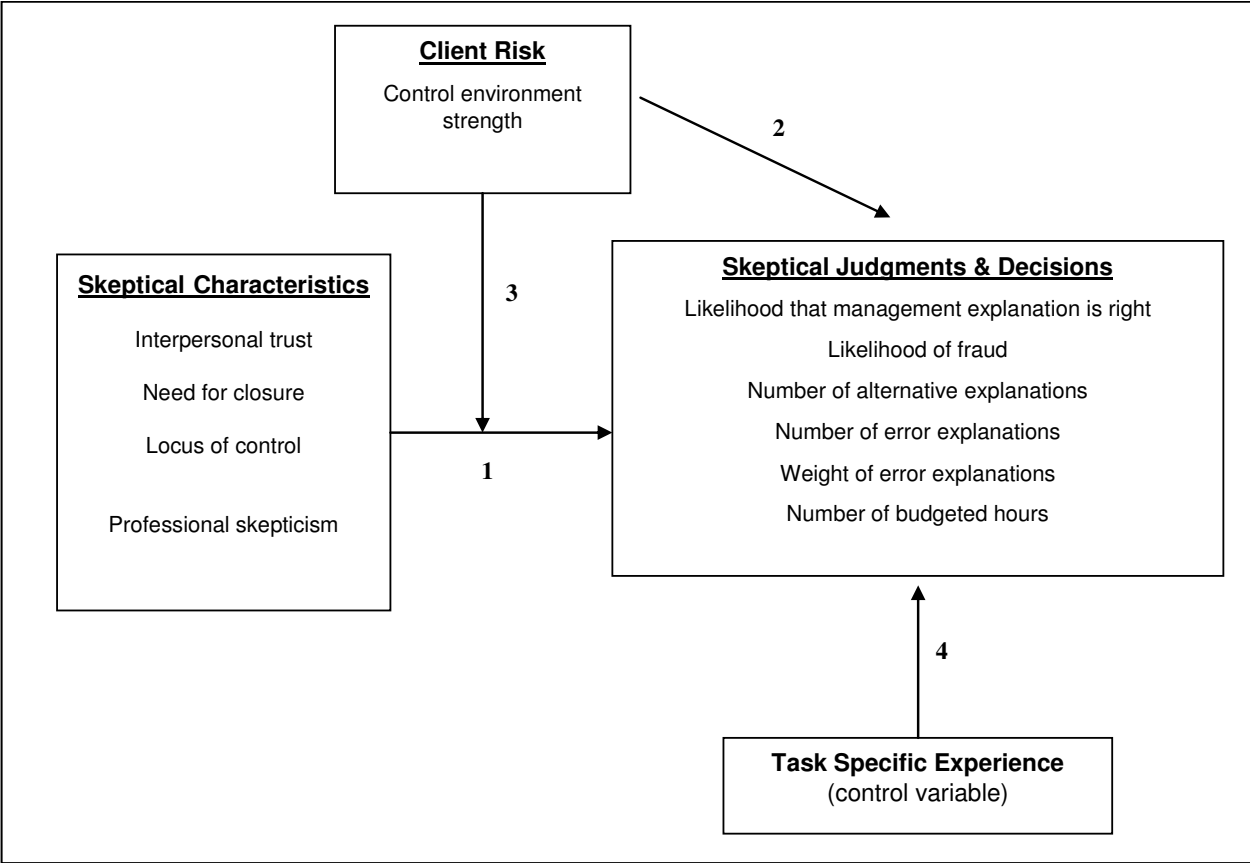 Client Risk
Control environment
strength
2
Skeptical Characteristics
Interpersonal trust
Need for closure
Locus of control
Professional skepticism
3
1
Skeptical Judgments & Decisions
Likelihood that management explanation is right
Likelihood of fraud
Number of alternative explanations
Number of error explanations
Weight of error explanations
Number of budgeted hours
4
Task Specific Experience
(control variable)